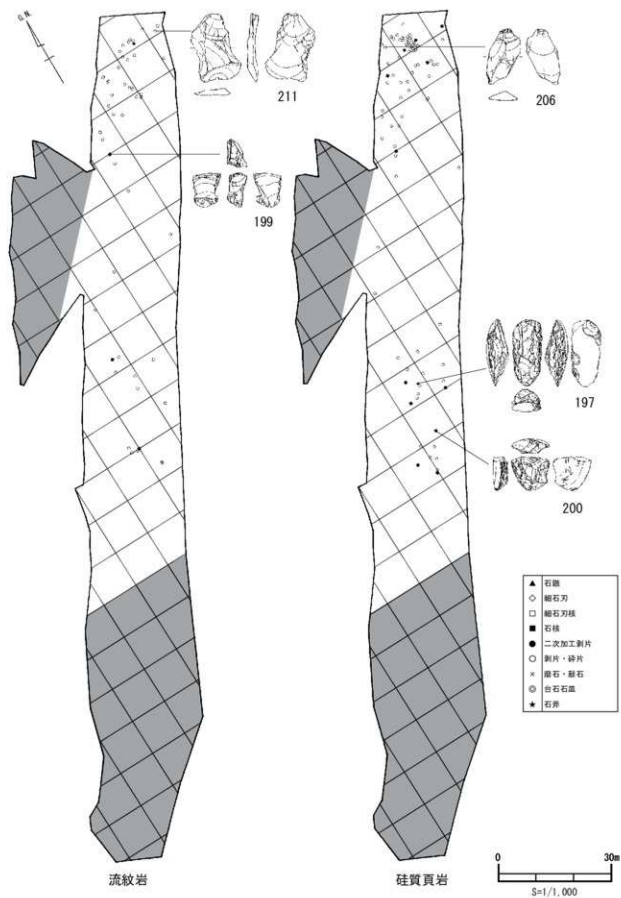 G.N.
211
199
206
197
200
▲ 石鏃
◇ 細石刃
□ 細石刃核
■ 石核
● 二次加工剥片
○ 剥片・砕片
× 磨石・敲石
◎ 台石石皿
★ 石斧
0 30m
S=1/1,000
流紋岩
硅質頁岩